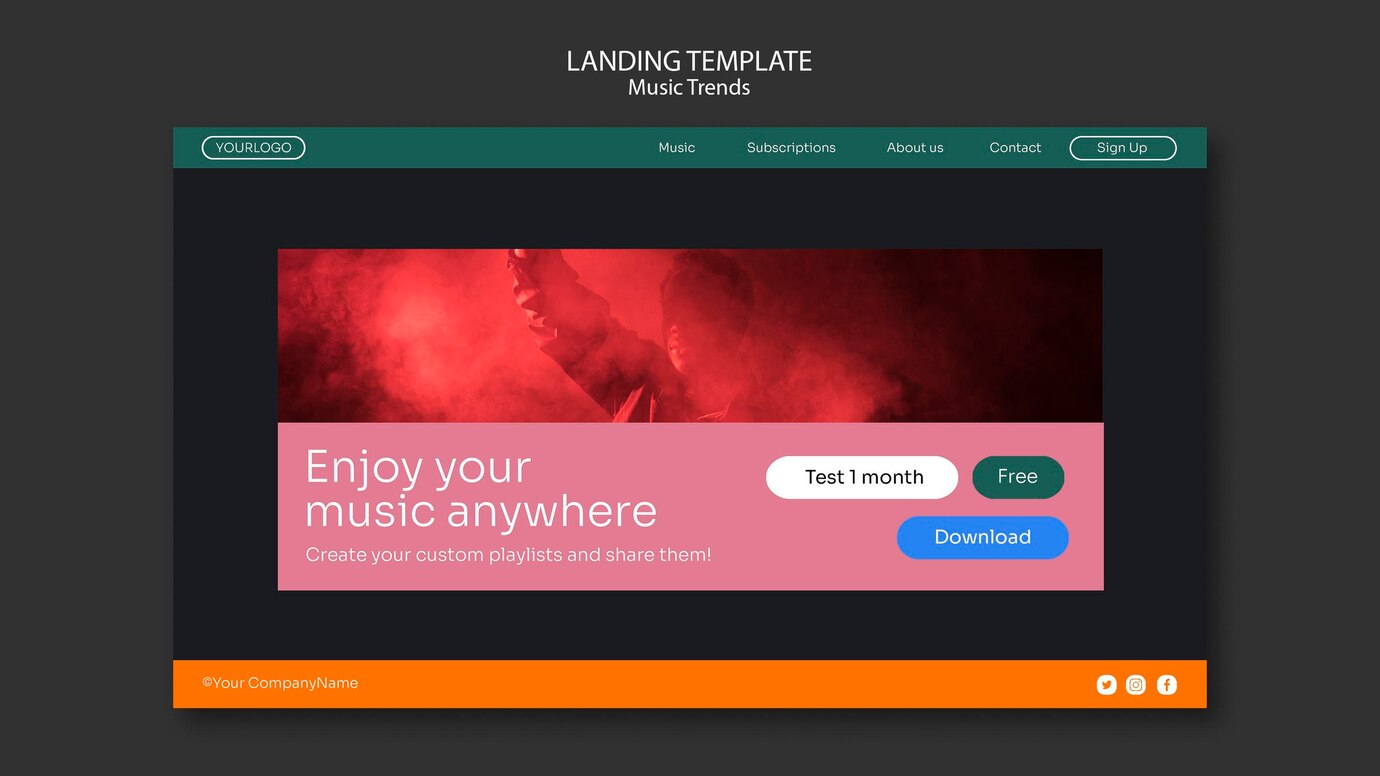 LANDING TEMPLATE
Music Trends
YOURLOGO
Music
Subscriptions
About us
Contact
Sign Up
Enjoy your
music anywhere
Create your custom playlists and share them!
Test 1 month
Free
Download
©Your CompanyName